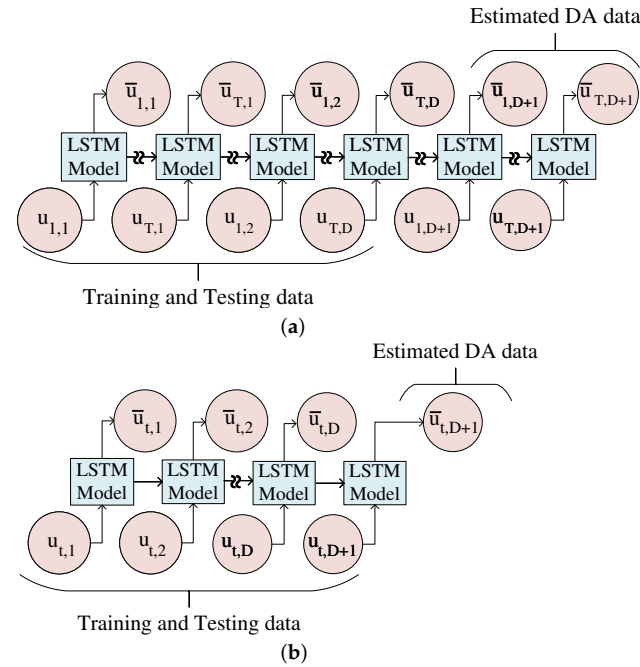 Estimated DA data
ū1,1 ūT,1 ū1,2 ūT,D ū1,D+1 ūT,D+1
LSTM Model LSTM Model LSTM Model LSTM Model LSTM Model LSTM Model
u1,1 uT,1 u1,2 uT,D u1,D+1 uT,D+1
Training and Testing data
(a)
Estimated DA data
ūt,1 ūt,2 ūt,D ūt,D+1
LSTM Model LSTM Model LSTM Model LSTM Model
ut,1 ut,2 ut,D ut,D+1
Training and Testing data
(b)